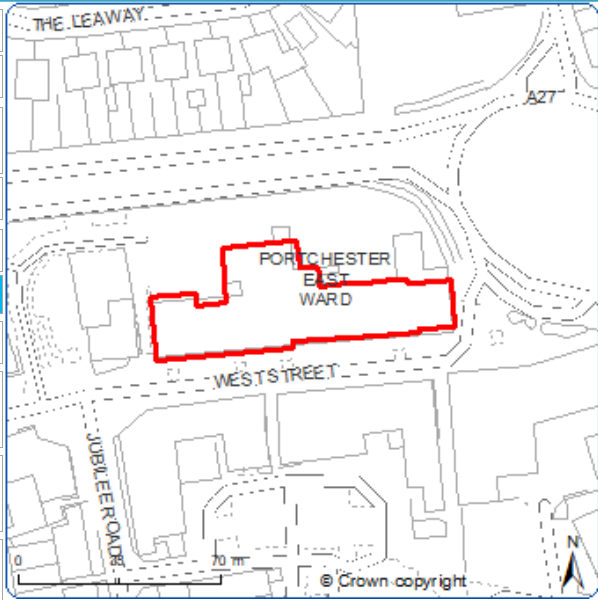 THE LEAWAY
A27
PORTCHESTER
EAST
WARD
WEST STREET
JUBILEE ROAD
N
0 70 m
© Crown copyright